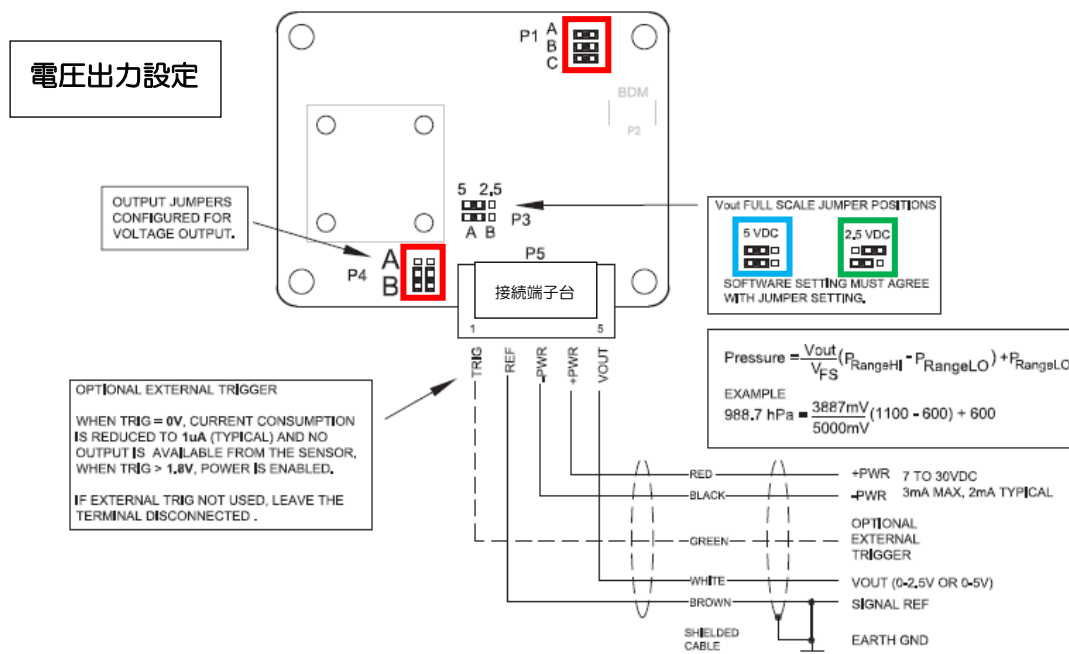 電圧出力設定
P1
A
B
C
BDM
P2
OUTPUT JUMPERS
CONFIGURED FOR
VOLTAGE OUTPUT.
5 2.5
P3
A B
A
P4
B
P5
接続端子台
1 5
Vout FULL SCALE JUMPER POSITIONS
5 VDC
2.5 VDC
SOFTWARE SETTING MUST AGREE
WITH JUMPER SETTING.
TRIG
REF
-PWR
+PWR
VOUT
Pressure = Vout/VFS (PRangeHI - PRangeLO) + PRangeLO
EXAMPLE
988.7 hPa = 3887mV/5000mV (1100 - 600) + 600
OPTIONAL EXTERNAL TRIGGER
WHEN TRIG = 0V, CURRENT CONSUMPTION
IS REDUCED TO 1uA (TYPICAL) AND NO
OUTPUT IS AVAILABLE FROM THE SENSOR,
WHEN TRIG > 1.8V, POWER IS ENABLED.
IF EXTERNAL TRIG NOT USED, LEAVE THE
TERMINAL DISCONNECTED .
RED
+PWR 7 TO 30VDC
BLACK
-PWR 3mA MAX, 2mA TYPICAL
GREEN
OPTIONAL
EXTERNAL
TRIGGER
WHITE
VOUT (0-2.5V OR 0-5V)
BROWN
SIGNAL REF
SHIELDED
CABLE
EARTH GND